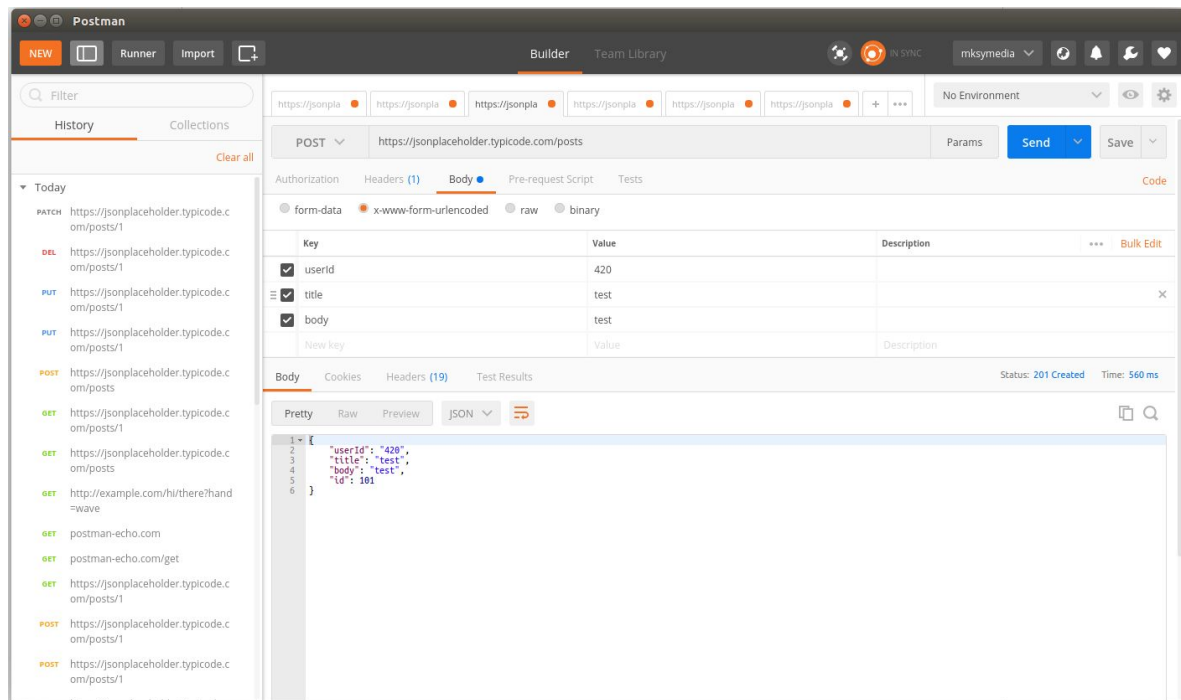 Postman
NEW Runner Import Builder Team Library IN SYNC mksymedia
Filter
History Collections
Clear all
Today
PATCH https://jsonplaceholder.typicode.c
om/posts/1
DEL https://jsonplaceholder.typicode.c
om/posts/1
PUT https://jsonplaceholder.typicode.c
om/posts/1
PUT https://jsonplaceholder.typicode.c
om/posts/1
POST https://jsonplaceholder.typicode.c
om/posts
GET https://jsonplaceholder.typicode.c
om/posts/1
GET https://jsonplaceholder.typicode.c
om/posts
GET http://example.com/hi/there?hand
=wave
GET postman-echo.com
GET postman-echo.com/get
GET https://jsonplaceholder.typicode.c
om/posts/1
POST https://jsonplaceholder.typicode.c
om/posts/1
POST https://jsonplaceholder.typicode.c
om/posts/1
https://jsonpla https://jsonpla https://jsonpla https://jsonpla https://jsonpla https://jsonpla + ••• No Environment
POST https://jsonplaceholder.typicode.com/posts Params Send Save
Authorization Headers (1) Body Pre-request Script Tests Code
form-data x-www-form-urlencoded raw binary
Key Value Description ••• Bulk Edit
userId 420
title test
body test
New key Value Description
Body Cookies Headers (19) Test Results Status: 201 Created Time: 560 ms
Pretty Raw Preview JSON
1 {
2 "userId": "420",
3 "title": "test",
4 "body": "test",
5 "id": 101
6 }